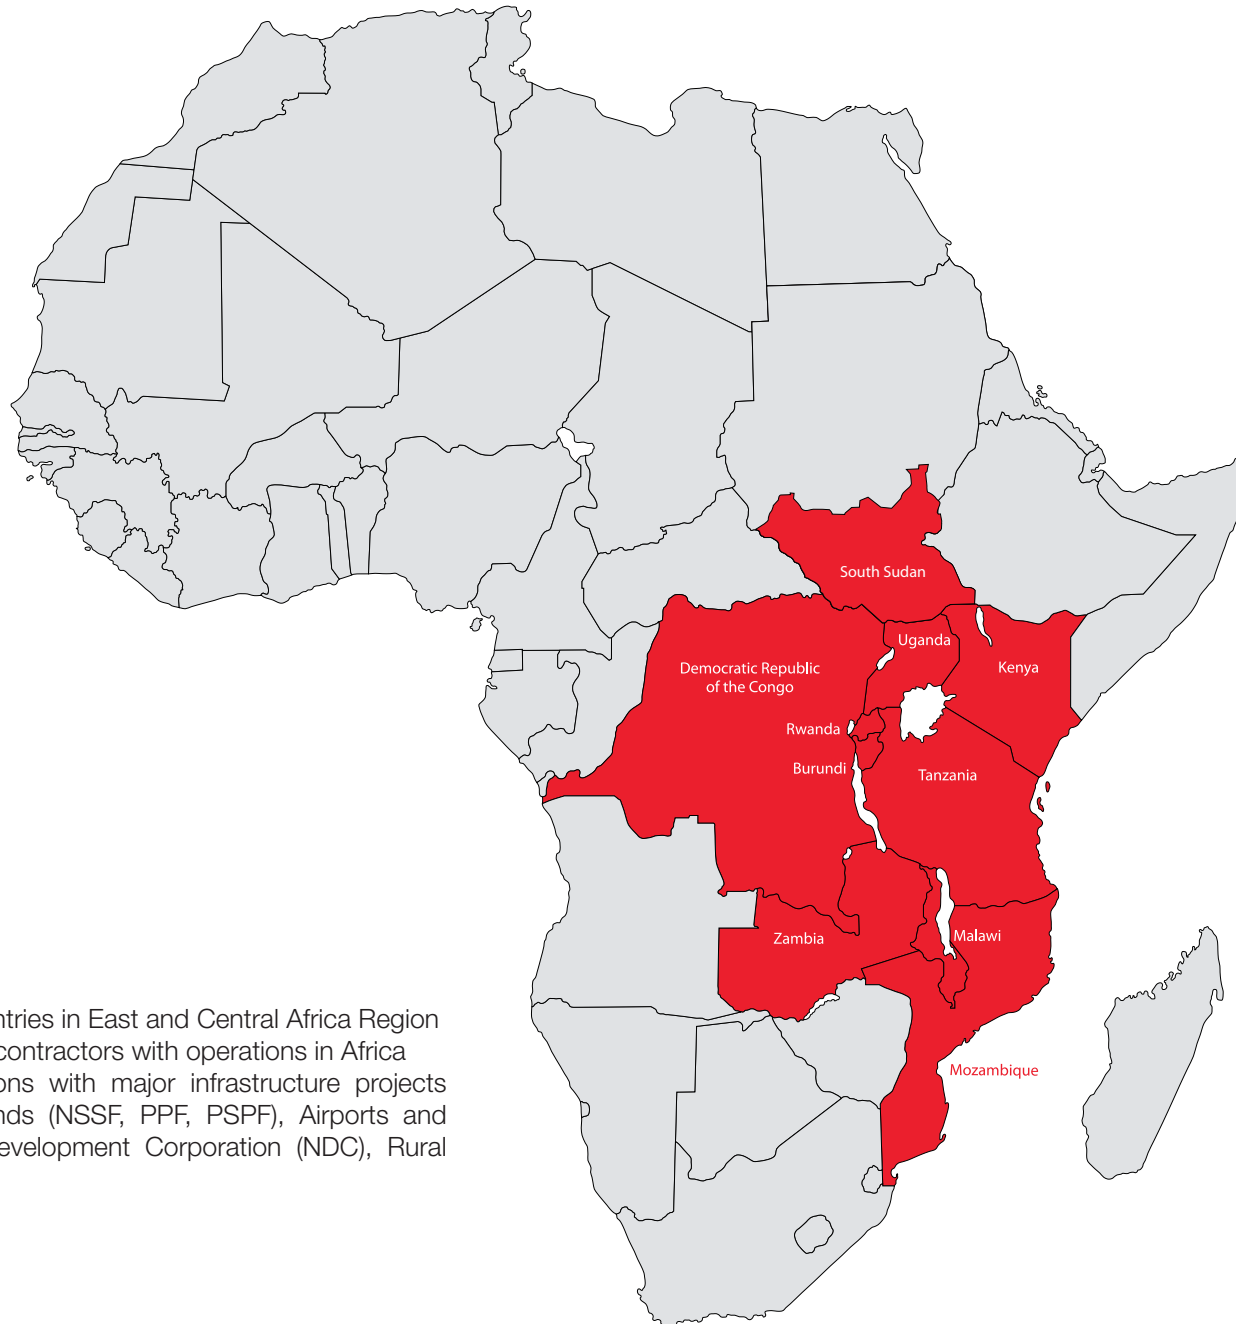 South Sudan
Uganda
Kenya
Democratic Republic
of the Congo
Rwanda
Burundi
Tanzania
Zambia
Malawi
Mozambique
ntries in East and Central Africa Region
contractors with operations in Africa
ons with major infrastructure projects
nds (NSSF, PPF, PSPF), Airports and
evelopment Corporation (NDC), Rural